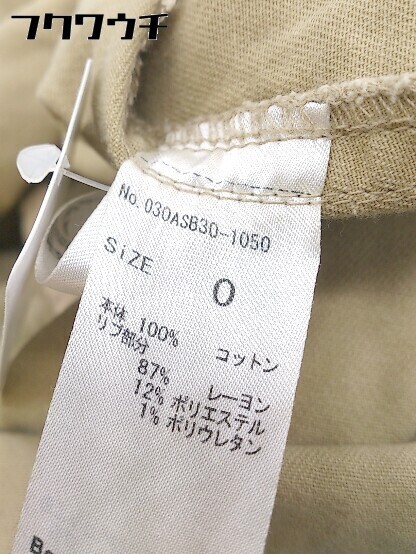 フクワウチ
No. 030ASB30-1050
SiZE 0
本体 100% コットン
リブ部分
87% レーヨン
12% ポリエステル
1% ポリウレタン